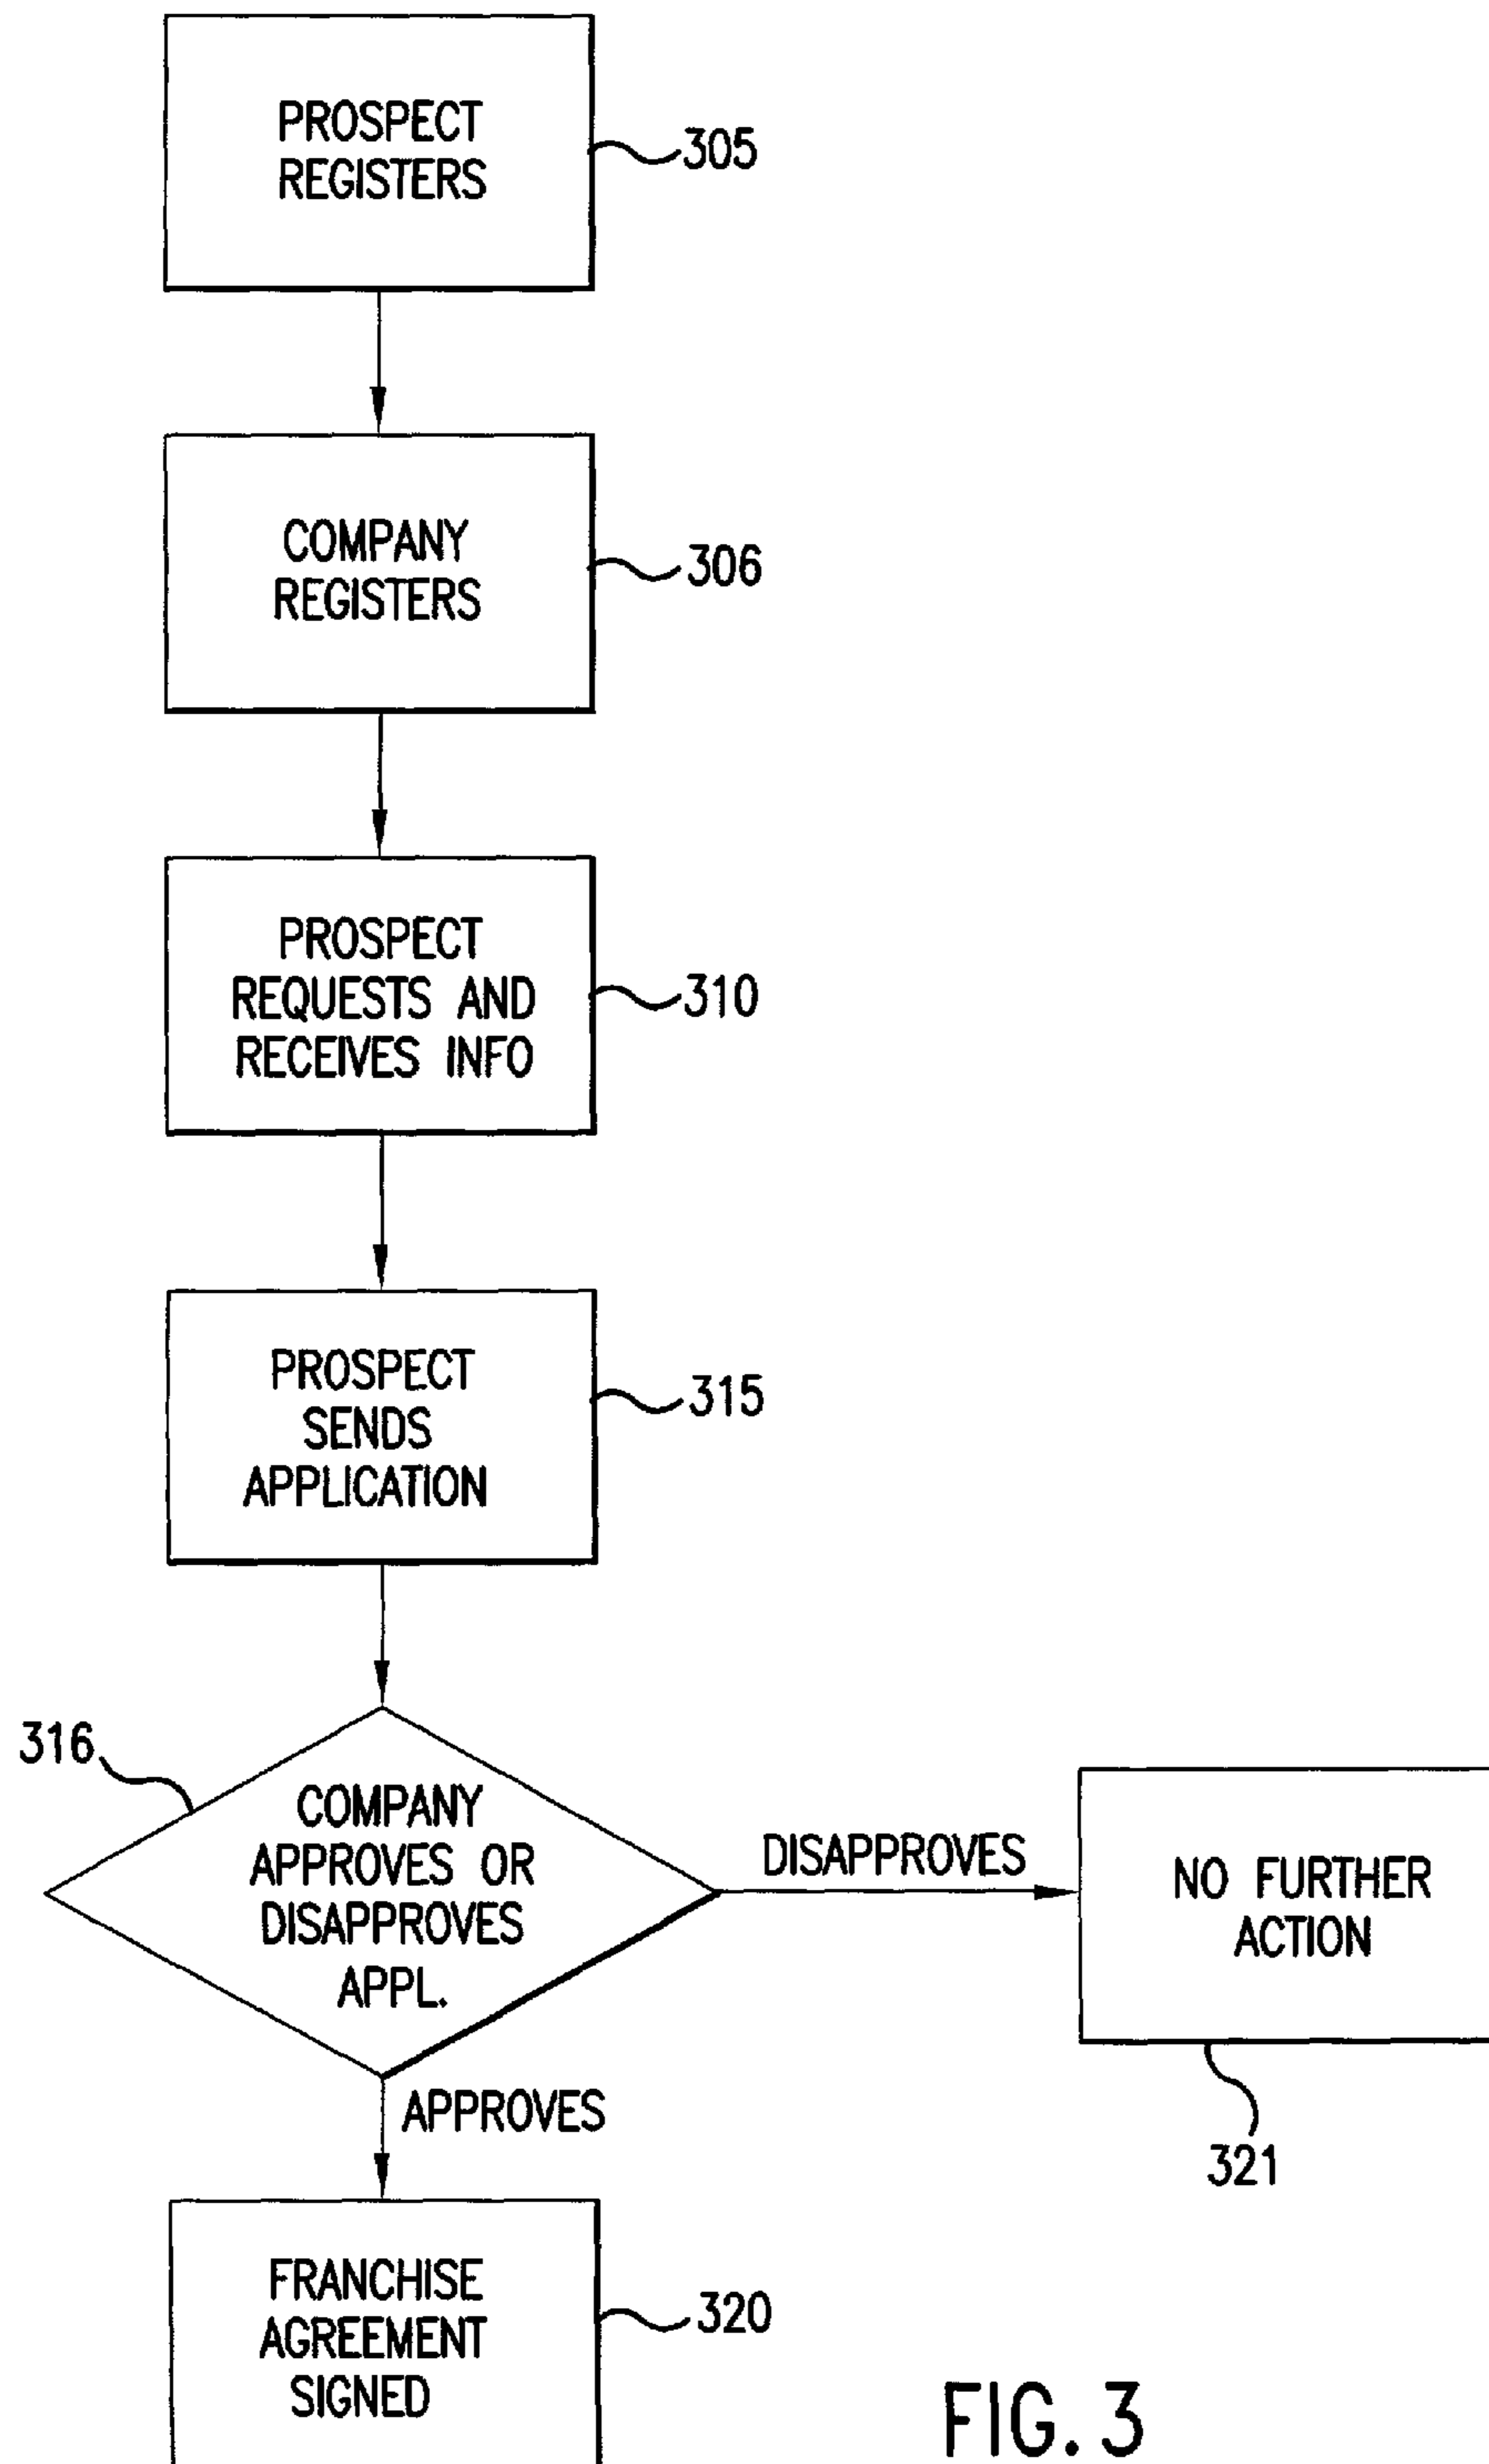 PROSPECT
REGISTERS
305
COMPANY
REGISTERS
306
PROSPECT
REQUESTS AND
RECEIVES INFO
310
PROSPECT
SENDS
APPLICATION
315
316
COMPANY
APPROVES OR
DISAPPROVES
APPL.
DISAPPROVES
NO FURTHER
ACTION
321
APPROVES
FRANCHISE
AGREEMENT
SIGNED
320
FIG. 3